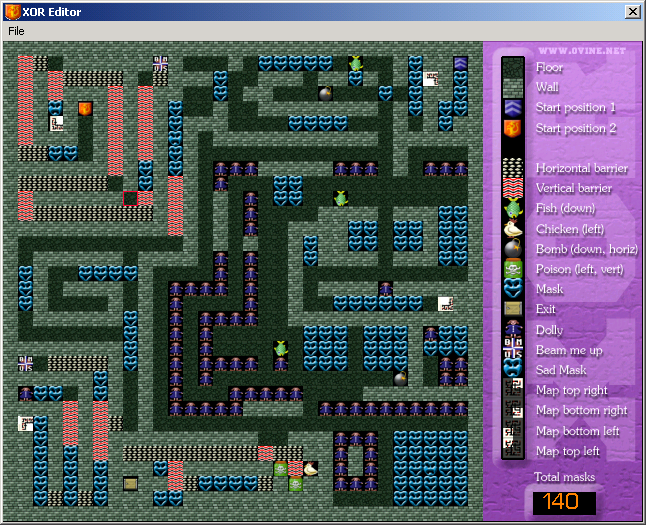 XOR Editor
File
WWW.OVINE.NET
Floor
Wall
Start position 1
Start position 2
Horizontal barrier
Vertical barrier
Fish (down)
Chicken (left)
Bomb (down, horiz)
Poison (left, vert)
Mask
Exit
Dolly
Beam me up
Sad Mask
Map top right
Map bottom right
Map bottom left
Map top left
Total masks
140